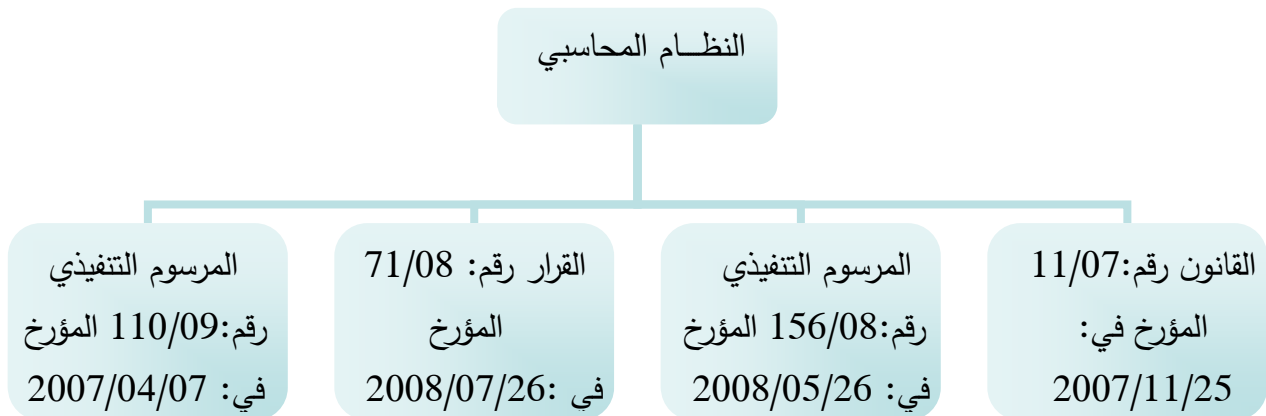 النظـــام المحاسبي
القانون رقم:11/07
المؤرخ في:
2007/11/25
المرسوم التنفيذي
رقم:156/08 المؤرخ
في: 2008/05/26
القرار رقم: 71/08
المؤرخ
في :2008/07/26
المرسوم التنفيذي
رقم:110/09 المؤرخ
في: 2007/04/07